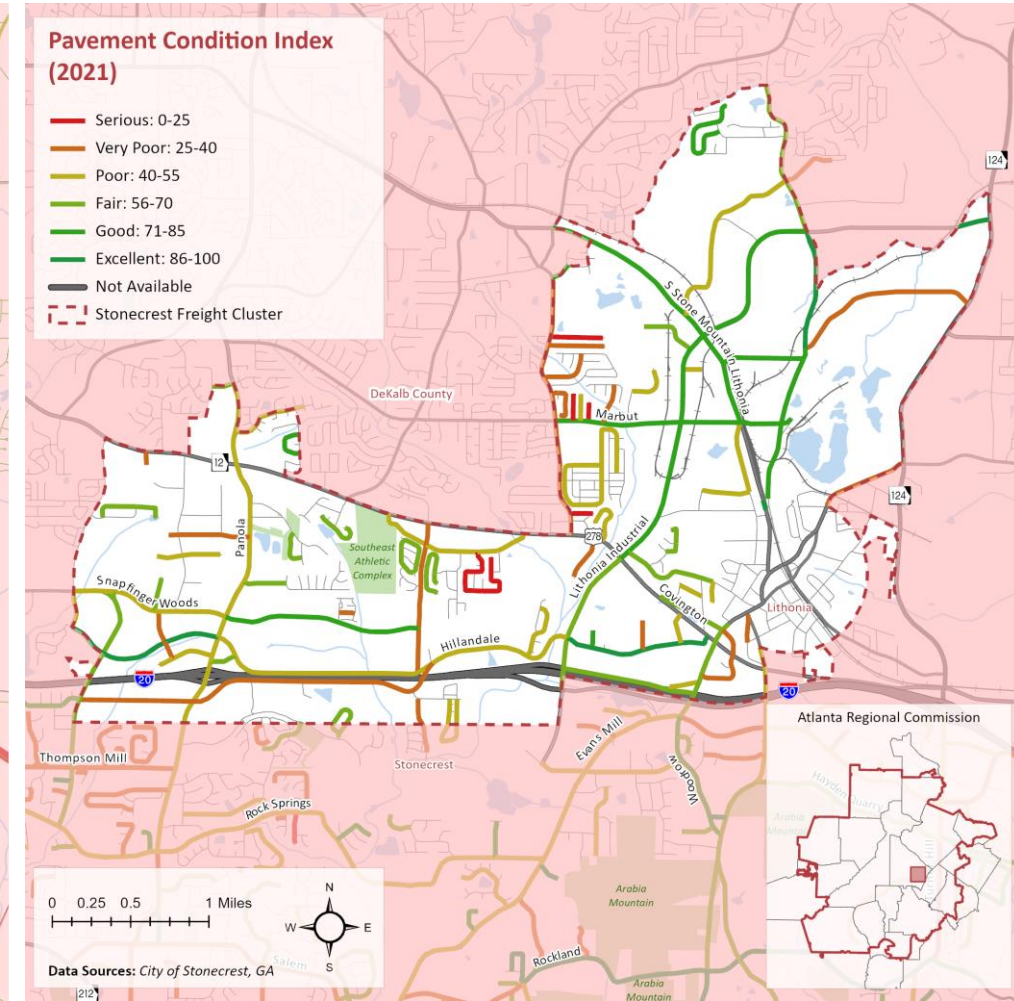 Pavement Condition Index
(2021)
Serious: 0-25
Very Poor: 25-40
Poor: 40-55
Fair: 56-70
Good: 71-85
Excellent: 86-100
Not Available
Stonecrest Freight Cluster
124
DeKalb County
S Stone Mountain Lithonia
Marbut
12
124
Panola
278
Southeast
Athletic
Complex
Lithonia Industrial
Snapfinger Woods
Covington
Lithonia
Hillandale
20
20
Atlanta Regional Commission
Evans Mill
Thompson Mill
Stonecrest
Woodrow
Hayden Quarry
Rock Springs
Arabia
Mountain
0 0.25 0.5 1 Miles
N
W E
S
Arabia
Mountain
Rockland
Salem
Data Sources: City of Stonecrest, GA
212
Arabia
Mountain